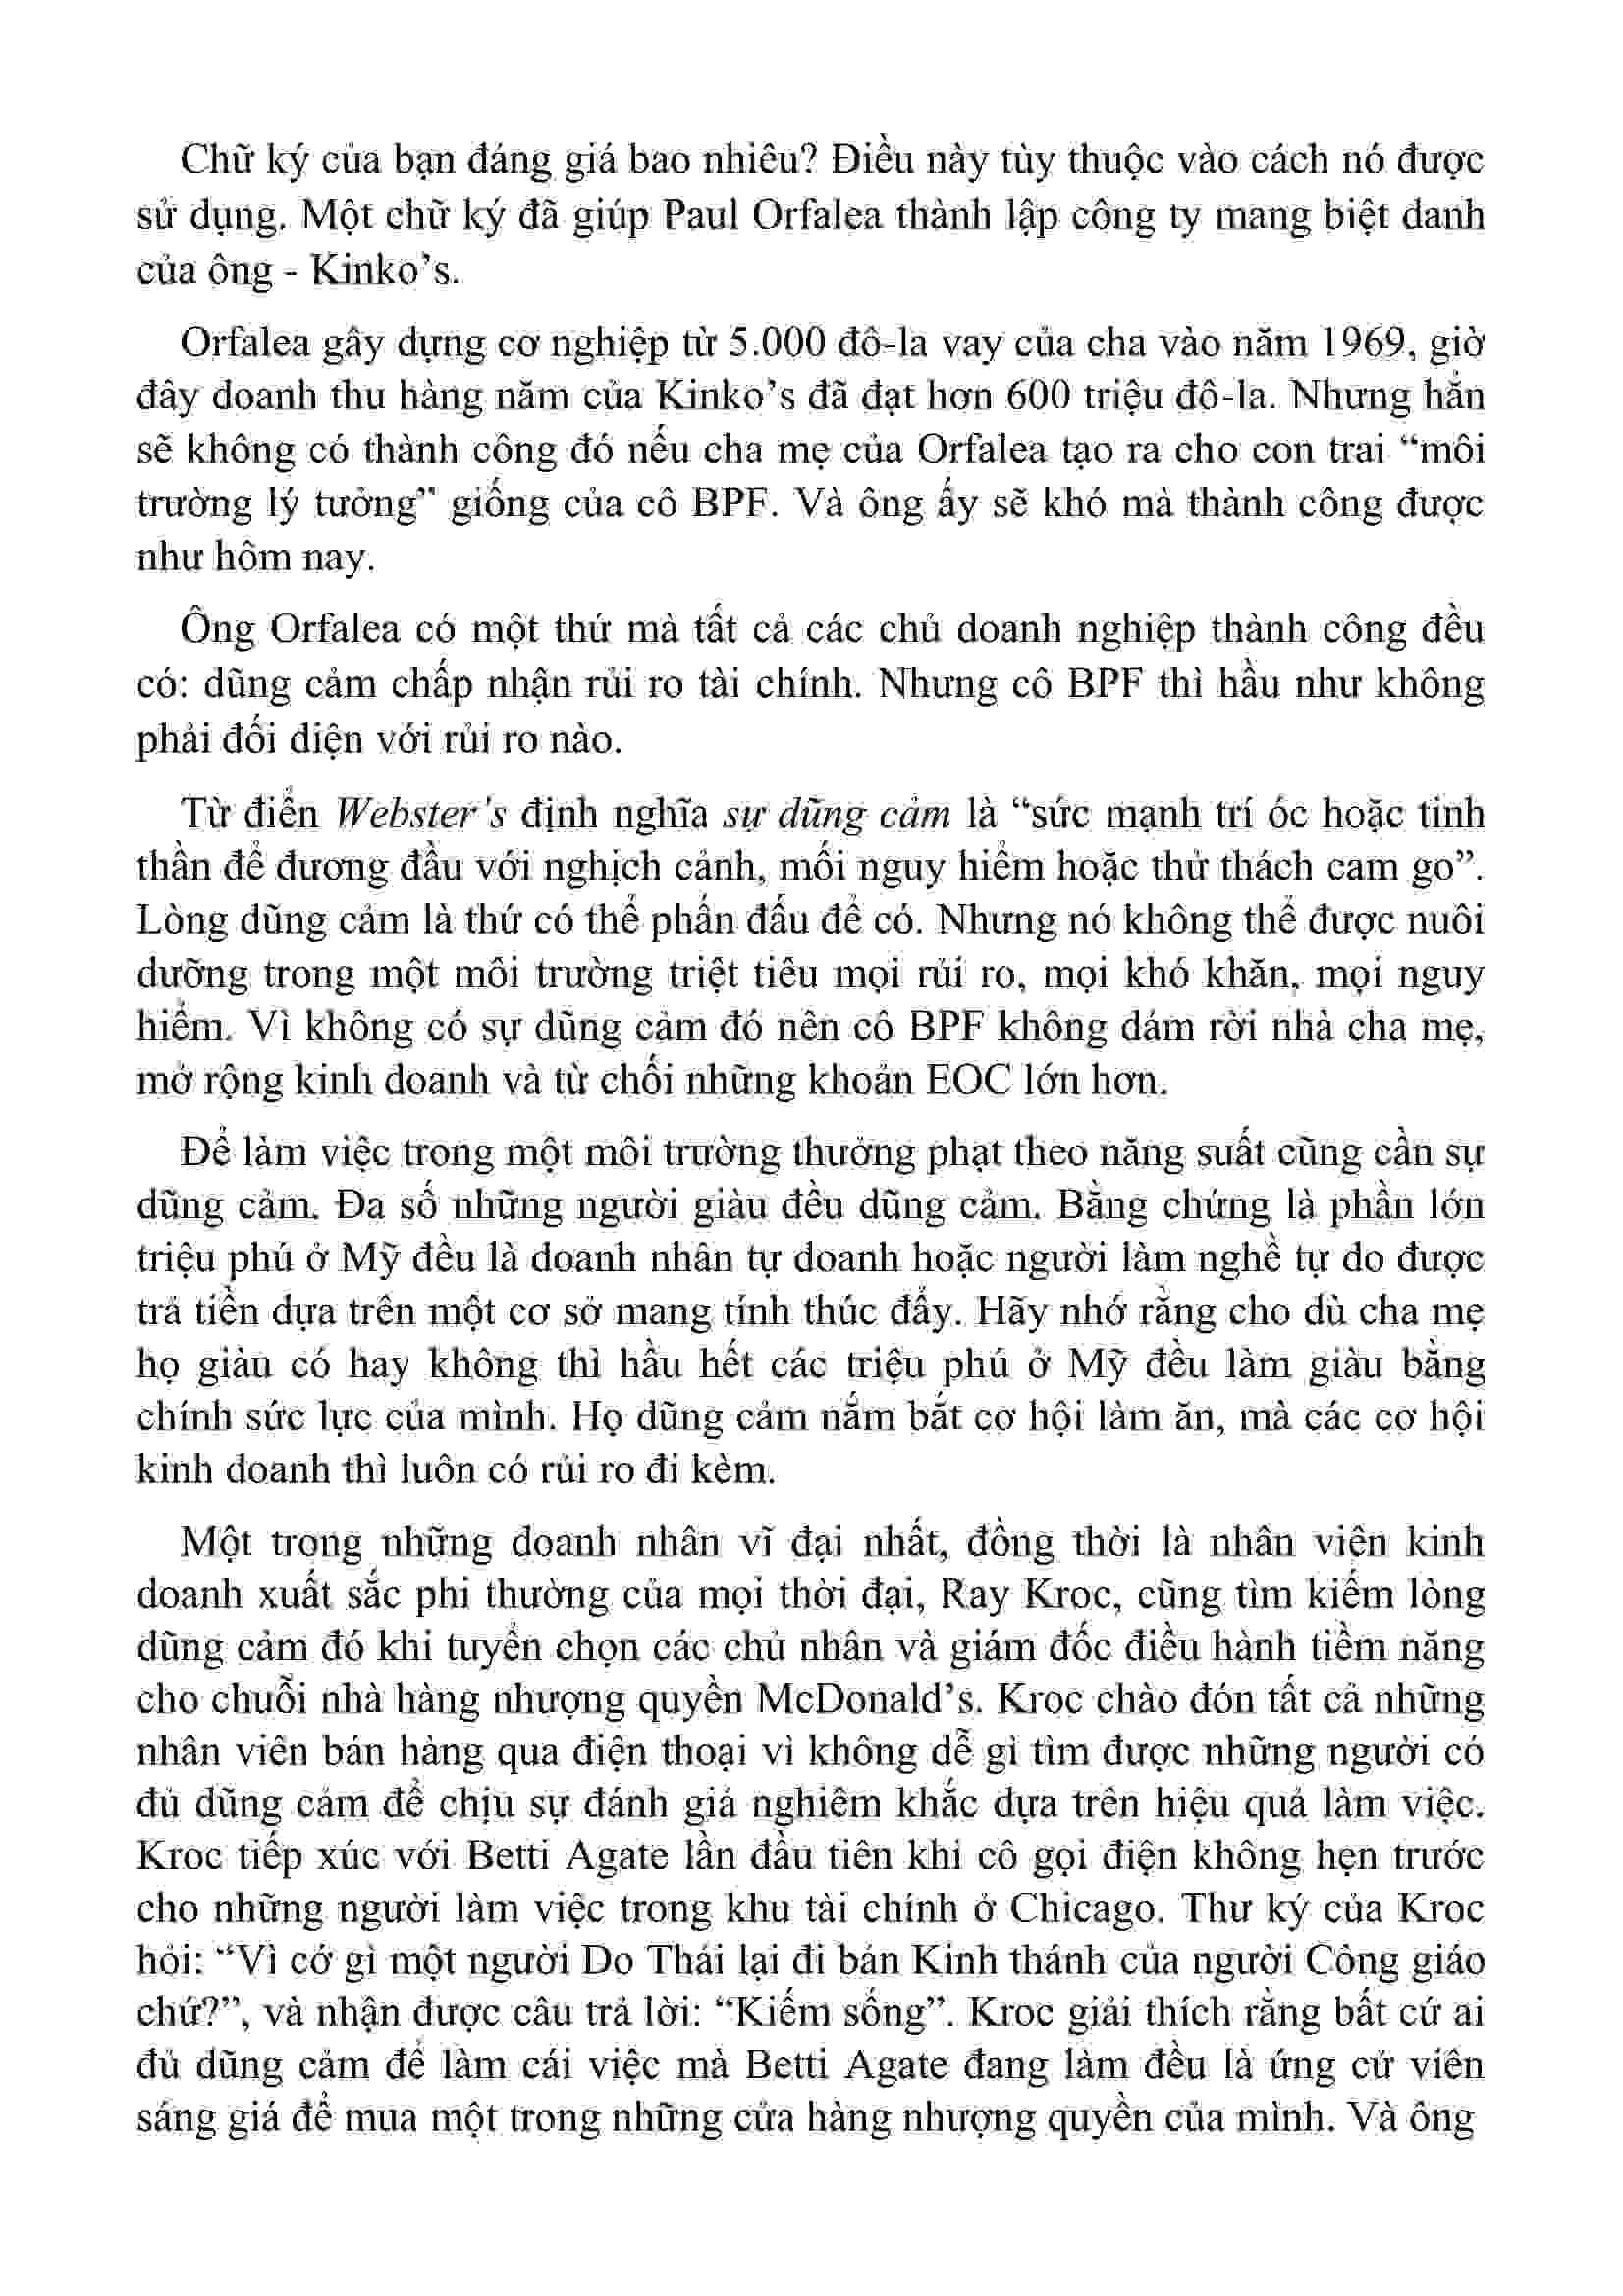 Chữ ký của bạn đáng giá bao nhiêu? Điều này tùy thuộc vào cách nó được
sử dụng. Một chữ ký đã giúp Paul Orfalea thành lập công ty mang biệt danh
của ông - Kinko’s.
Orfalea gây dựng cơ nghiệp từ 5.000 đô-la vay của cha vào năm 1969, giờ
đây doanh thu hàng năm của Kinko’s đã đạt hơn 600 triệu đô-la. Nhưng hẳn
sẽ không có thành công đó nếu cha mẹ của Orfalea tạo ra cho con trai “môi
trường lý tưởng” giống của cô BPF. Và ông ấy sẽ khó mà thành công được
như hôm nay.
Ông Orfalea có một thứ mà tất cả các chủ doanh nghiệp thành công đều
có: dũng cảm chấp nhận rủi ro tài chính. Nhưng cô BPF thì hầu như không
phải đối diện với rủi ro nào.
Từ điển Webster's định nghĩa sự dũng cảm là “sức mạnh trí óc hoặc tinh
thần để đương đầu với nghịch cảnh, mối nguy hiểm hoặc thử thách cam go”.
Lòng dũng cảm là thứ có thể phấn đấu để có. Nhưng nó không thể được nuôi
dưỡng trong một môi trường triệt tiêu mọi rủi ro, mọi khó khăn, mọi nguy
hiểm. Vì không có sự dũng cảm đó nên cô BPF không dám rời nhà cha mẹ,
mở rộng kinh doanh và từ chối những khoản EOC lớn hơn.
Để làm việc trong một môi trường thưởng phạt theo năng suất cũng cần sự
dũng cảm. Đa số những người giàu đều dũng cảm. Bằng chứng là phần lớn
triệu phú ở Mỹ đều là doanh nhân tự doanh hoặc người làm nghề tự do được
trả tiền dựa trên một cơ sở mang tính thúc đẩy. Hãy nhớ rằng cho dù cha mẹ
họ giàu có hay không thì hầu hết các triệu phú ở Mỹ đều làm giàu bằng
chính sức lực của mình. Họ dũng cảm nắm bắt cơ hội làm ăn, mà các cơ hội
kinh doanh thì luôn có rủi ro đi kèm.
Một trong những doanh nhân vĩ đại nhất, đồng thời là nhân viên kinh
doanh xuất sắc phi thường của mọi thời đại, Ray Kroc, cũng tìm kiếm lòng
dũng cảm đó khi tuyển chọn các chủ nhân và giám đốc điều hành tiềm năng
cho chuỗi nhà hàng nhượng quyền McDonald’s. Kroc chào đón tất cả những
nhân viên bán hàng qua điện thoại vì không dễ gì tìm được những người có
đủ dũng cảm để chịu sự đánh giá nghiêm khắc dựa trên hiệu quả làm việc.
Kroc tiếp xúc với Betti Agate lần đầu tiên khi cô gọi điện không hẹn trước
cho những người làm việc trong khu tài chính ở Chicago. Thư ký của Kroc
hỏi: “Vì cớ gì một người Do Thái lại đi bán Kinh thánh của người Công giáo
chứ?”, và nhận được câu trả lời: “Kiếm sống”. Kroc giải thích rằng bất cứ ai
đủ dũng cảm để làm cái việc mà Betti Agate đang làm đều là ứng cử viên
sáng giá để mua một trong những cửa hàng nhượng quyền của mình. Và ông